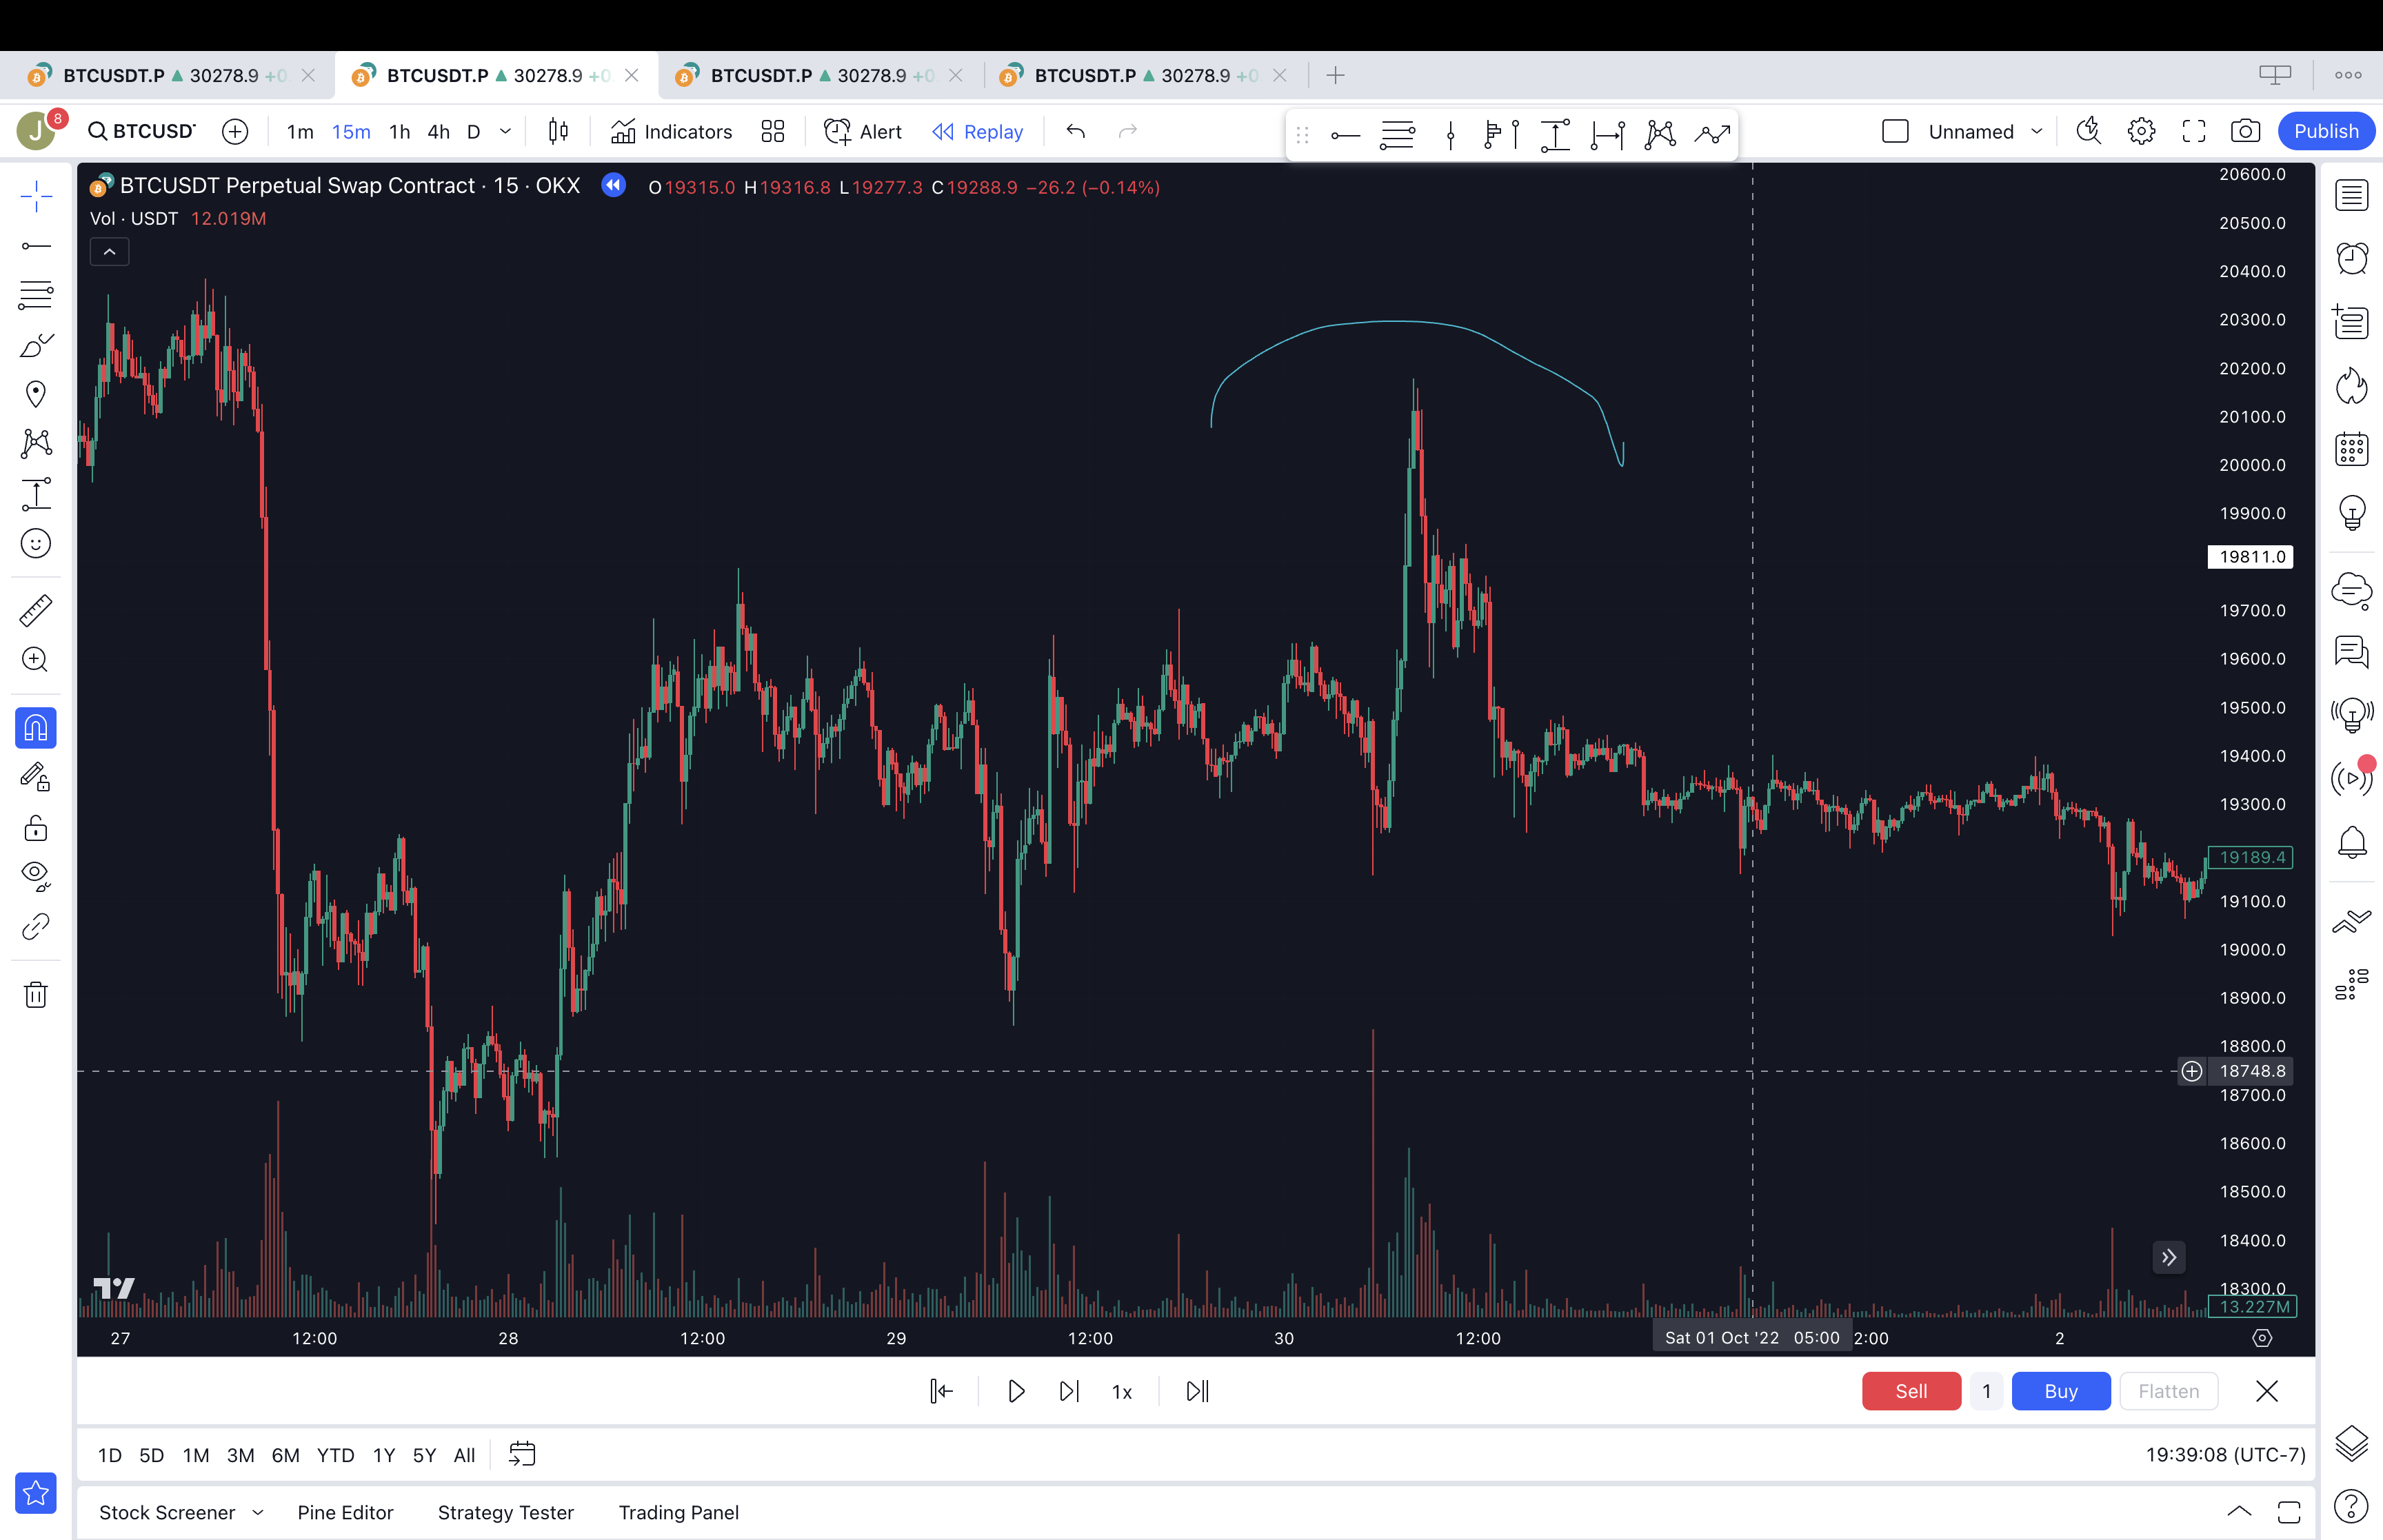 BTCUSDT.P 30278.9 +0 BTCUSDT.P 30278.9 +0 BTCUSDT.P 30278.9 +0 BTCUSDT.P 30278.9 +0
J 8 BTCUSD 1m 15m 1h 4h D Indicators Alert Replay Unnamed Publish
BTCUSDT Perpetual Swap Contract · 15 · OKX O19315.0 H19316.8 L19277.3 C19288.9 −26.2 (−0.14%)
Vol · USDT 12.019M
20600.0
20500.0
20400.0
20300.0
20200.0
20100.0
20000.0
19900.0
19811.0
19700.0
19600.0
19500.0
19400.0
19300.0
19189.4
19100.0
19000.0
18900.0
18800.0
18748.8
18700.0
18600.0
18500.0
18400.0
18300.0
13.227M
27 12:00 28 12:00 29 12:00 30 12:00 Sat 01 Oct '22 05:00 2:00 2
1x Sell 1 Buy Flatten
1D 5D 1M 3M 6M YTD 1Y 5Y All 19:39:08 (UTC-7)
Stock Screener Pine Editor Strategy Tester Trading Panel